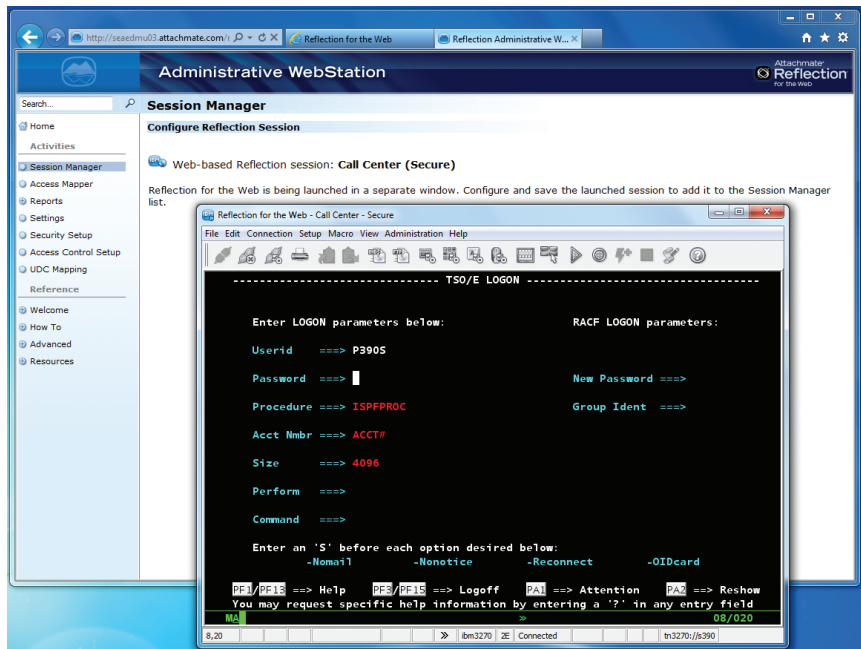 http://seaedmu03.attachmate.com/r
Reflection for the Web
Reflection Administrative W...
Administrative WebStation
Attachmate
Reflection
for the Web
Search...
Session Manager
Home
Configure Reflection Session
Activities
Session Manager
Web-based Reflection session: Call Center (Secure)
Access Mapper
Reflection for the Web is being launched in a separate window. Configure and save the launched session to add it to the Session Manager
list.
Reports
Settings
Security Setup
Access Control Setup
UDC Mapping
Reference
Welcome
How To
Advanced
Resources
Reflection for the Web - Call Center - Secure
File Edit Connection Setup Macro View Administration Help
------------------------------- TSO/E LOGON -----------------------------------
Enter LOGON parameters below: RACF LOGON parameters:
Userid ===> P390S
Password ===> New Password ===>
Procedure ===> ISPFPROC Group Ident ===>
Acct Nmbr ===> ACCT#
Size ===> 4096
Perform ===>
Command ===>
Enter an 'S' before each option desired below:
-Nomail -Nonotice -Reconnect -OIDcard
PF1/PF13 ==> Help PF3/PF15 ==> Logoff PA1 ==> Attention PA2 ==> Reshow
You may request specific help information by entering a '?' in any entry field
MA » 08/020
8,20 ibm3270 2E Connected tn3270://s390